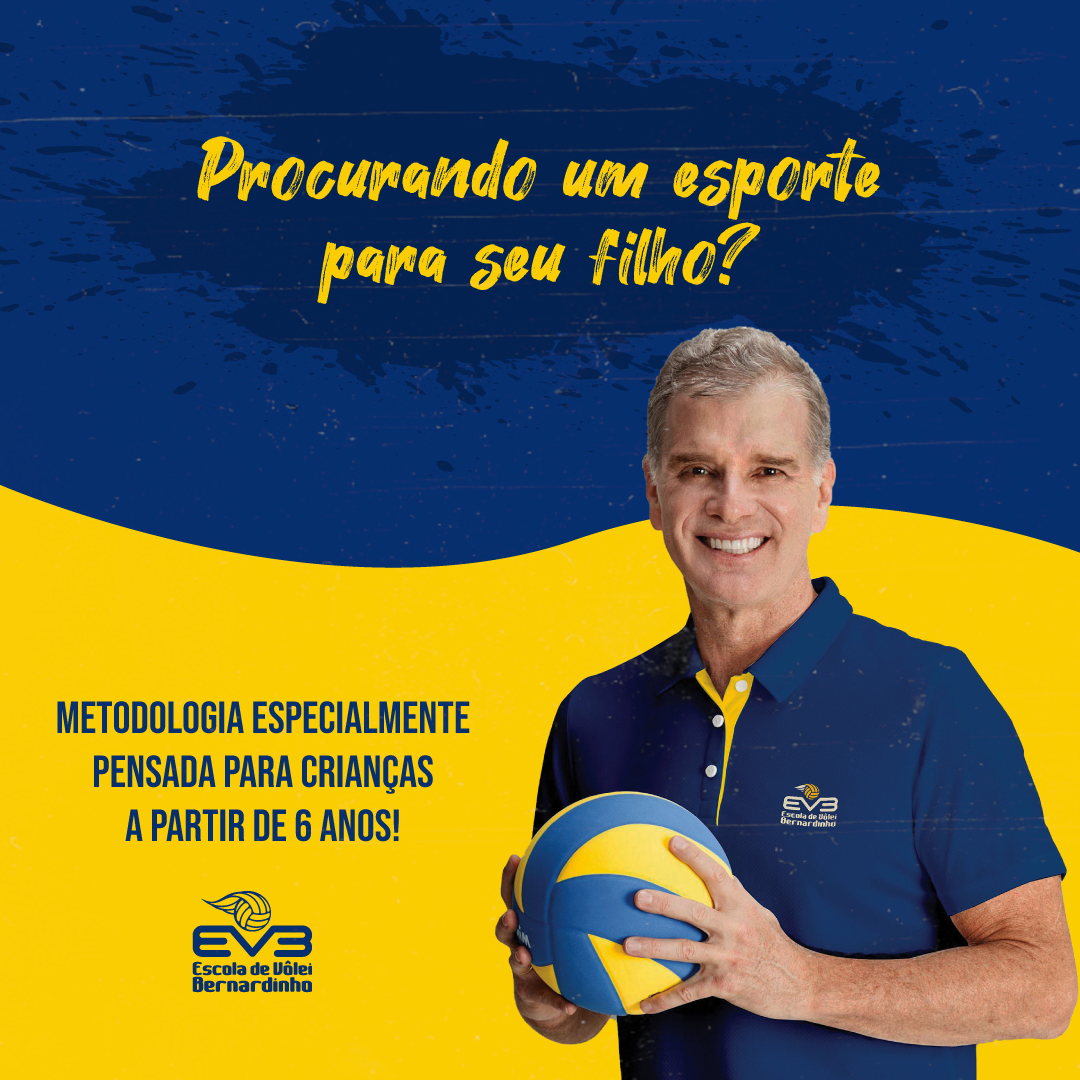 Procurando um esporte
para seu filho?
METODOLOGIA ESPECIALMENTE
PENSADA PARA CRIANÇAS
A PARTIR DE 6 ANOS!
EVB
Escola de Vôlei
Bernardinho
EVB
Escola de Vôlei
Bernardinho